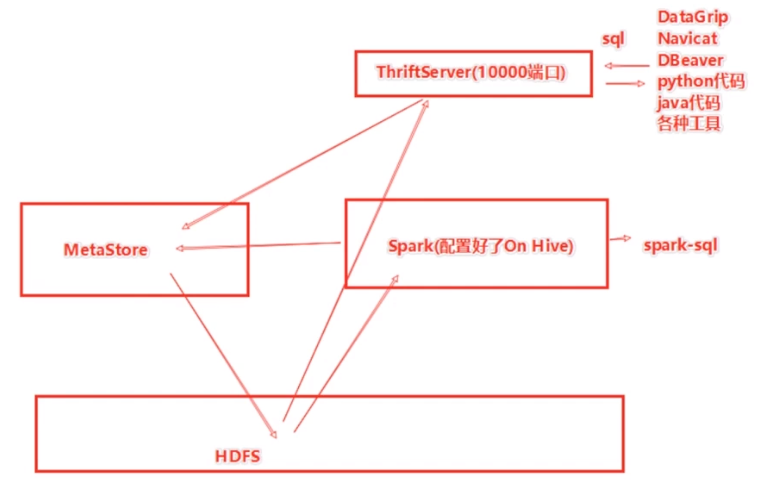 DataGrip
sql
Navicat
DBeaver
ThriftServer(10000端口)
python代码
java代码
各种工具
MetaStore
Spark(配置好了On Hive)
spark-sql
HDFS